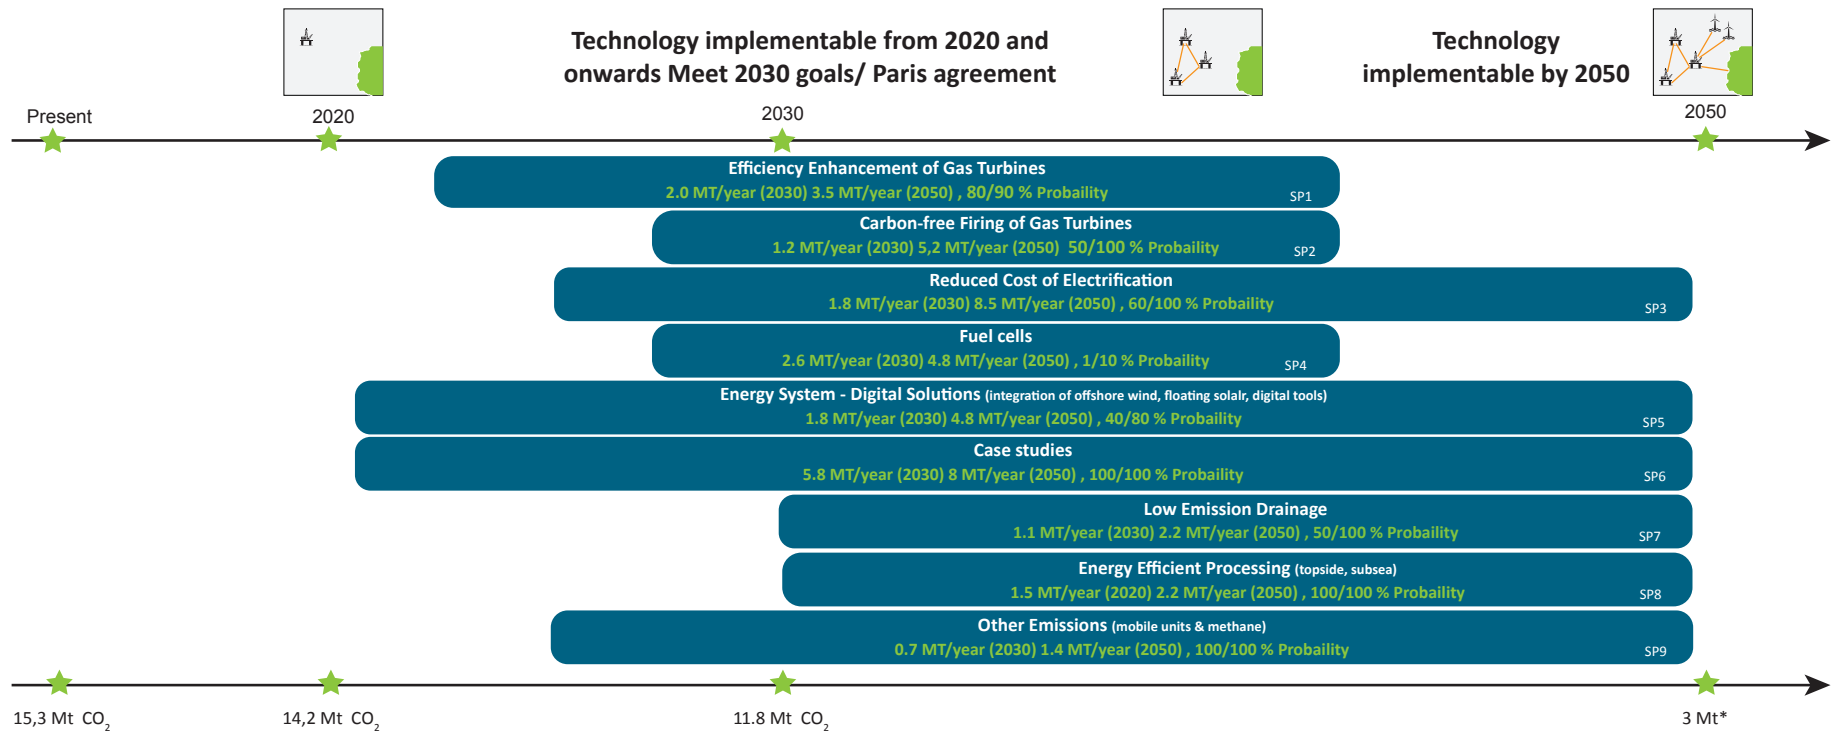 Technology implementable from 2020 and
onwards Meet 2030 goals/ Paris agreement
Technology
implementable by 2050
Present
2020
2030
2050
Efficiency Enhancement of Gas Turbines
2.0 MT/year (2030) 3.5 MT/year (2050) , 80/90 % Probaility
SP1
Carbon-free Firing of Gas Turbines
1.2 MT/year (2030) 5,2 MT/year (2050) 50/100 % Probaility
SP2
Reduced Cost of Electrification
1.8 MT/year (2030) 8.5 MT/year (2050) , 60/100 % Probaility
SP3
Fuel cells
2.6 MT/year (2030) 4.8 MT/year (2050) , 1/10 % Probaility
SP4
Energy System - Digital Solutions (integration of offshore wind, floating solalr, digital tools)
1.8 MT/year (2030) 4.8 MT/year (2050) , 40/80 % Probaility
SP5
Case studies
5.8 MT/year (2030) 8 MT/year (2050) , 100/100 % Probaility
SP6
Low Emission Drainage
1.1 MT/year (2030) 2.2 MT/year (2050) , 50/100 % Probaility
SP7
Energy Efficient Processing (topside, subsea)
1.5 MT/year (2020) 2.2 MT/year (2050) , 100/100 % Probaility
SP8
Other Emissions (mobile units & methane)
0.7 MT/year (2030) 1.4 MT/year (2050) , 100/100 % Probaility
SP9
15,3 Mt CO₂
14,2 Mt CO₂
11.8 Mt CO₂
3 Mt*